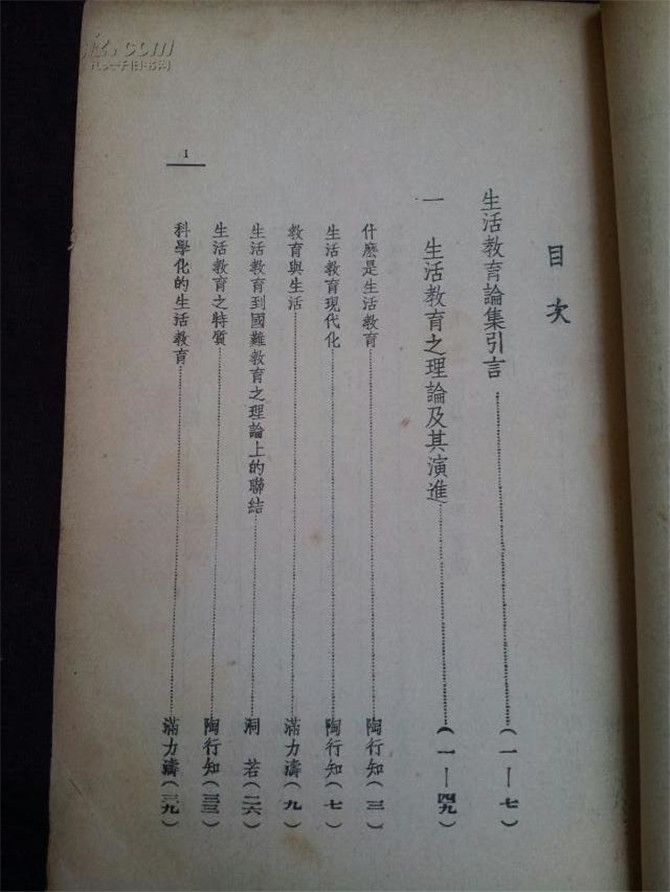 目次
生活教育論集引言……(一—七)
一 生活教育之理論及其演進……(一—四九)
什麽是生活教育……陶行知(三)
生活教育現代化……陶行知(七)
教育與生活……滿力濤(九)
生活教育到國難教育之理論上的聯結……洞若(二六)
生活教育之特質……陶行知(三三)
科學化的生活教育……滿力濤(三九)
1